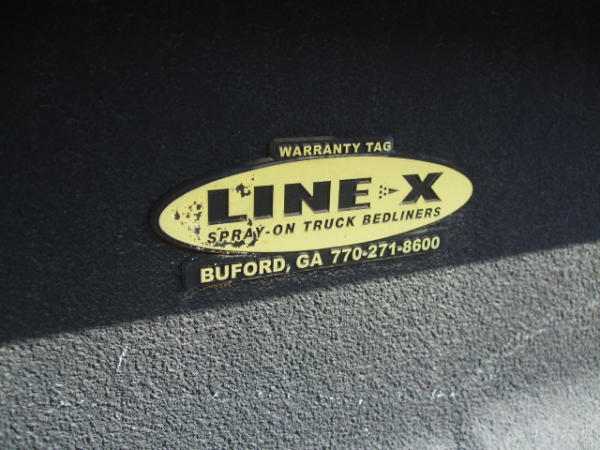 WARRANTY TAG
LINE-X
SPRAY-ON TRUCK BEDLINERS
BUFORD, GA 770-271-8600